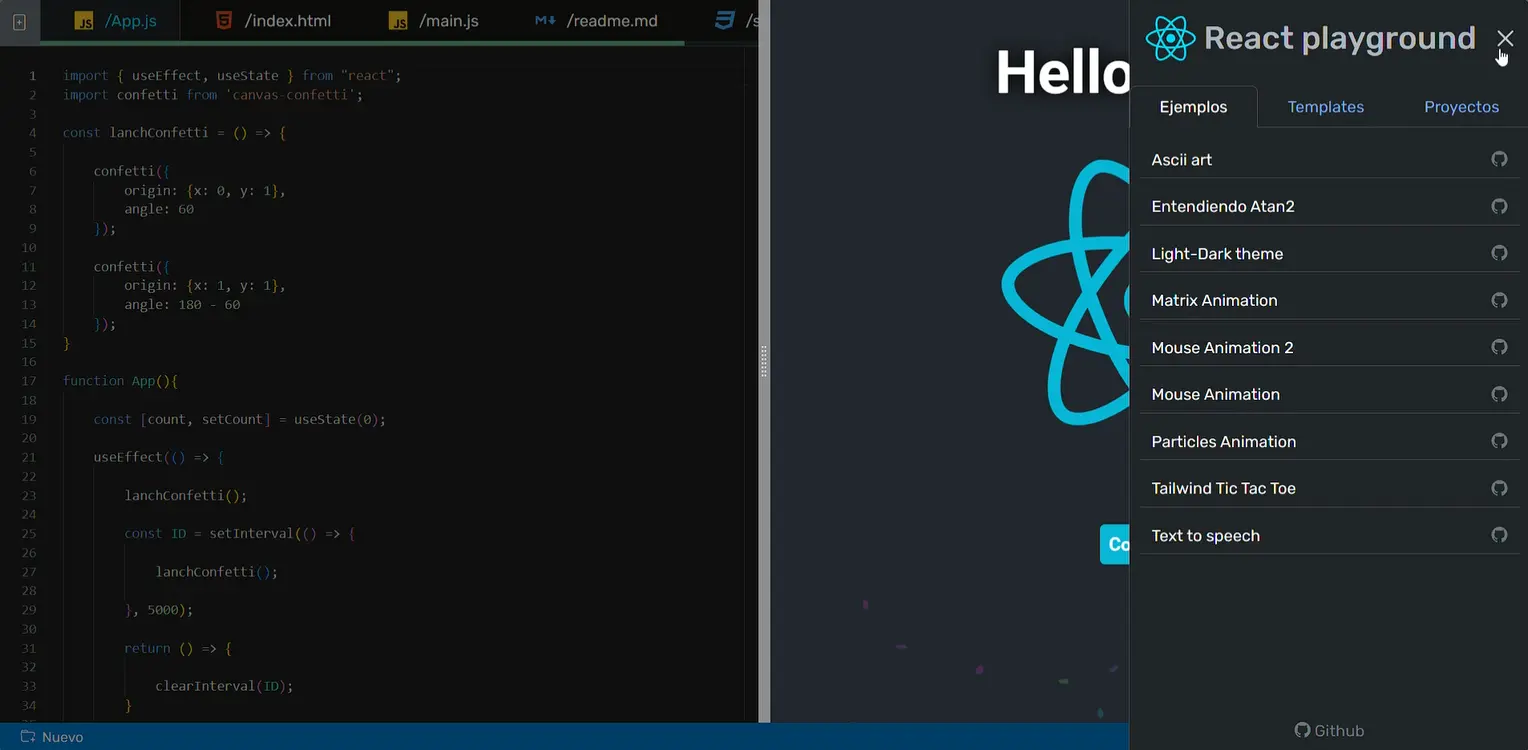 /App.js
/index.html
/main.js
/readme.md
/s
1 import { useEffect, useState } from "react";
2 import confetti from 'canvas-confetti';
3
4 const lanchConfetti = () => {
5
6 confetti({
7 origin: {x: 0, y: 1},
8 angle: 60
9 });
10
11 confetti({
12 origin: {x: 1, y: 1},
13 angle: 180 - 60
14 });
15 }
16
17 function App(){
18
19 const [count, setCount] = useState(0);
20
21 useEffect(() => {
22
23 lanchConfetti();
24
25 const ID = setInterval(() => {
26
27 lanchConfetti();
28
29 }, 5000);
30
31 return () => {
32
33 clearInterval(ID);
34 }
Nuevo
Hello
Co
React playground
Ejemplos
Templates
Proyectos
Ascii art
Entendiendo Atan2
Light-Dark theme
Matrix Animation
Mouse Animation 2
Mouse Animation
Particles Animation
Tailwind Tic Tac Toe
Text to speech
Github